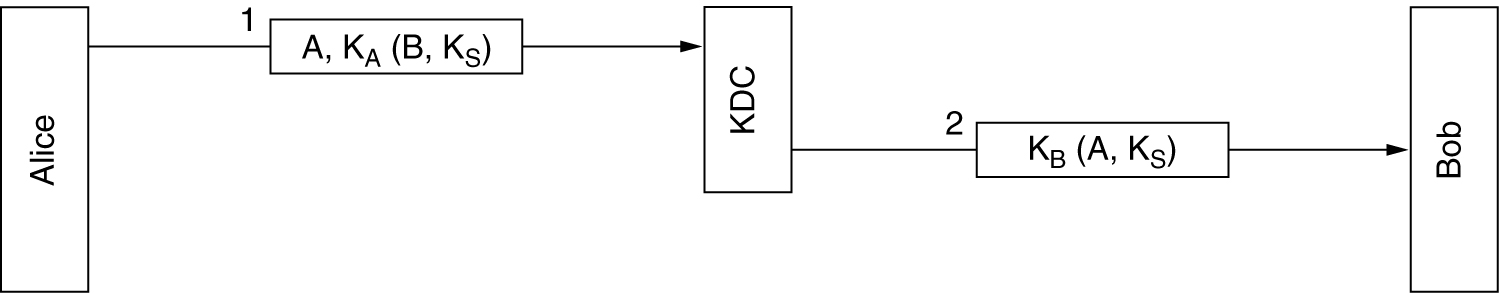 Alice
1
A, K_A (B, K_S)
KDC
2
K_B (A, K_S)
Bob